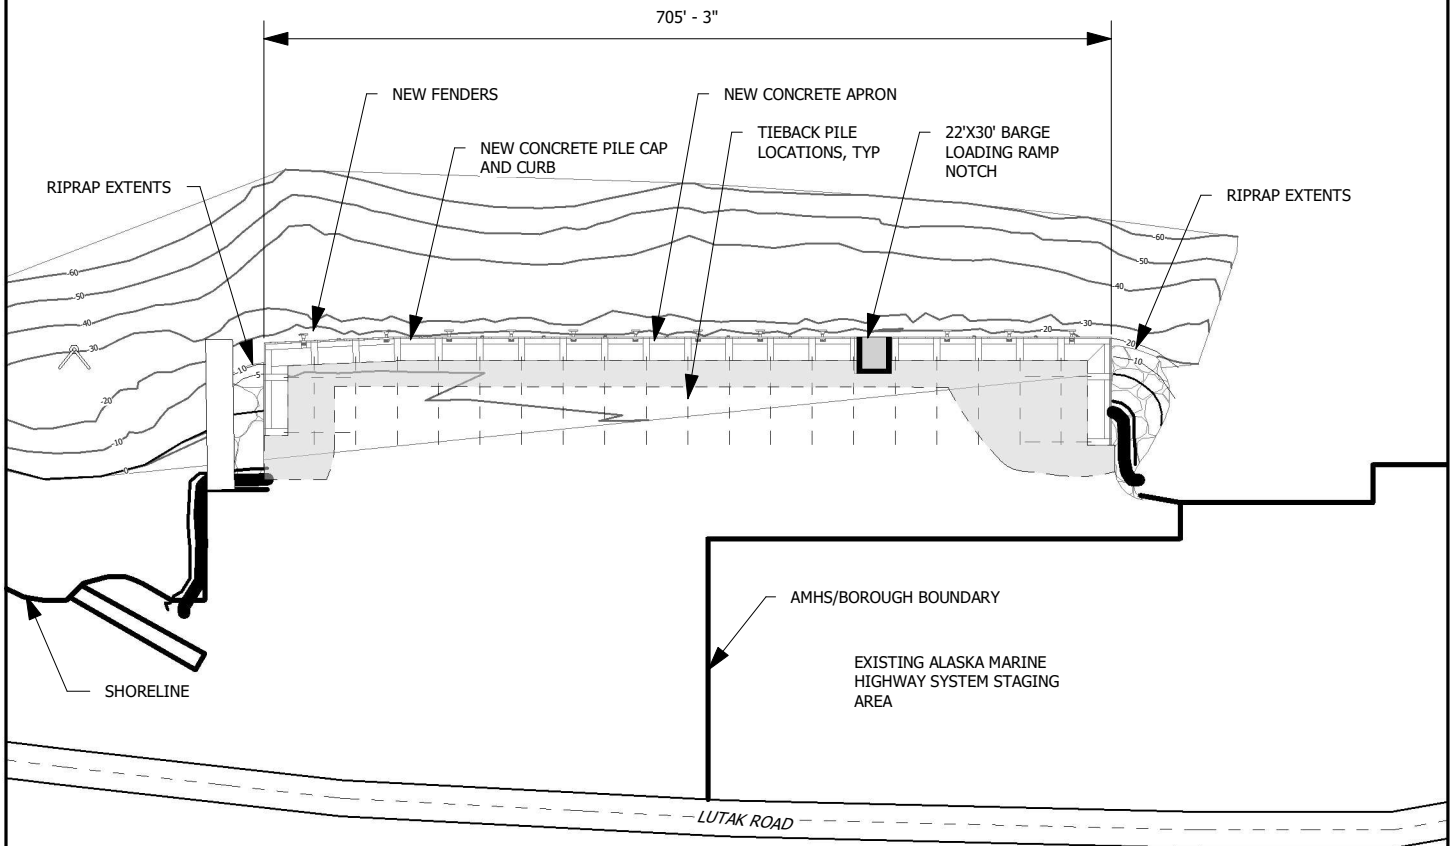 705' - 3"
NEW FENDERS
NEW CONCRETE APRON
NEW CONCRETE PILE CAP
AND CURB
TIEBACK PILE
LOCATIONS, TYP
22'X30' BARGE
LOADING RAMP
NOTCH
RIPRAP EXTENTS
RIPRAP EXTENTS
-60
-50
-40
-30
-20
-10
0
-10
-5
-60
-50
-40
-30
-20
-20
-10
AMHS/BOROUGH BOUNDARY
EXISTING ALASKA MARINE
HIGHWAY SYSTEM STAGING
AREA
SHORELINE
LUTAK ROAD